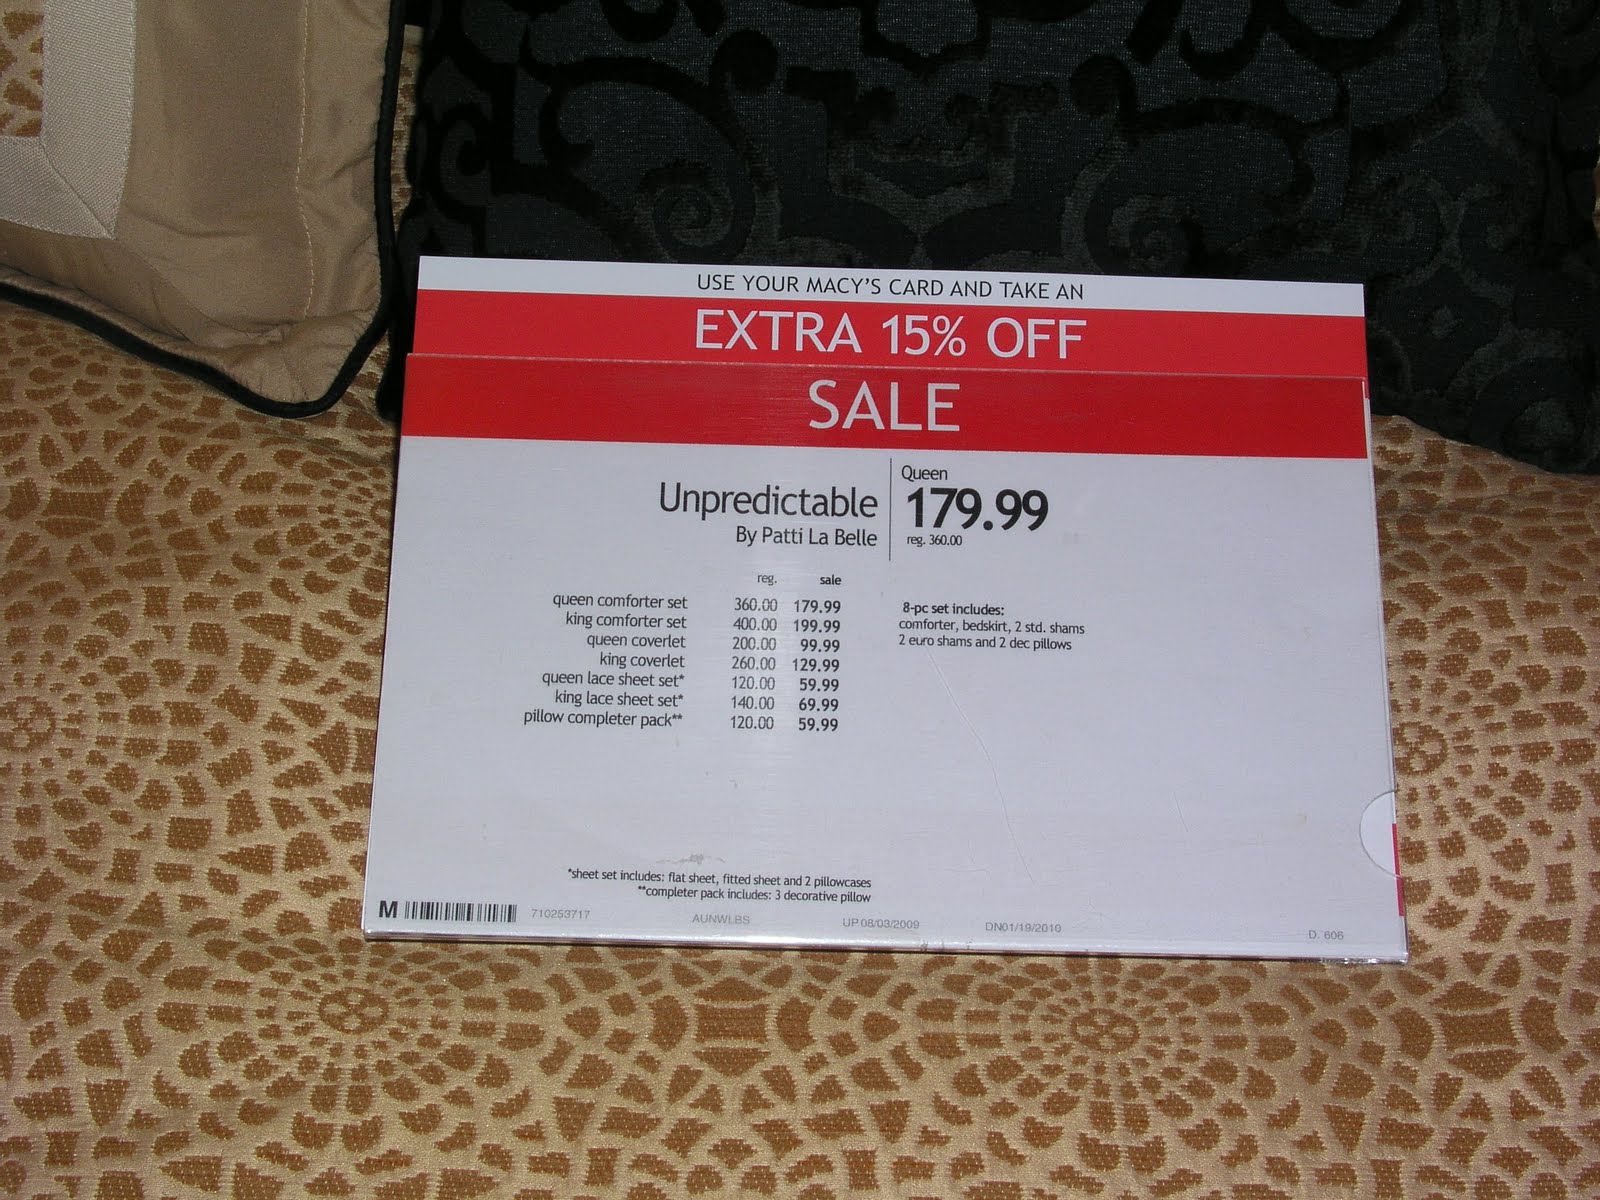 USE YOUR MACY'S CARD AND TAKE AN
EXTRA 15% OFF
SALE
Unpredictable
By Patti La Belle
Queen
179.99
reg. 360.00
reg. sale
queen comforter set 360.00 179.99
king comforter set 400.00 199.99
queen coverlet 200.00 99.99
king coverlet 260.00 129.99
queen lace sheet set* 120.00 59.99
king lace sheet set* 140.00 69.99
pillow completer pack** 120.00 59.99
8-pc set includes:
comforter, bedskirt, 2 std. shams
2 euro shams and 2 dec pillows
*sheet set includes: flat sheet, fitted sheet and 2 pillowcases
**completer pack includes: 3 decorative pillow
M 710253717 AUNWLBS UP 08/03/2009 DN01/19/2010 D. 606